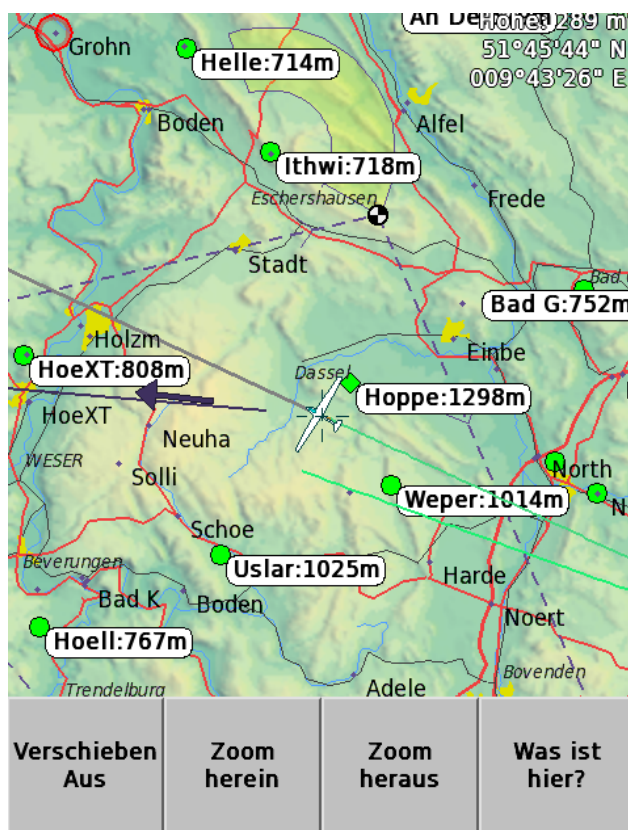 Höhe: 289 m
51°45'44" N
009°43'26" E
Grohn
Helle:714m
Alfel
Boden
Ithwi:718m
Eschershausen
Frede
Stadt
Bad G:752m
Holzm
Einbe
HoeXT:808m
Dassel
Hoppe:1298m
HoeXT
Neuha
WESER
Solli
North
Weper:1014m
Schoe
Beverungen
Uslar:1025m
Harde
Bad K
Boden
Noert
Hoell:767m
Bovenden
Trendelburg
Adele
Verschieben
Aus
Zoom
herein
Zoom
heraus
Was ist
hier?